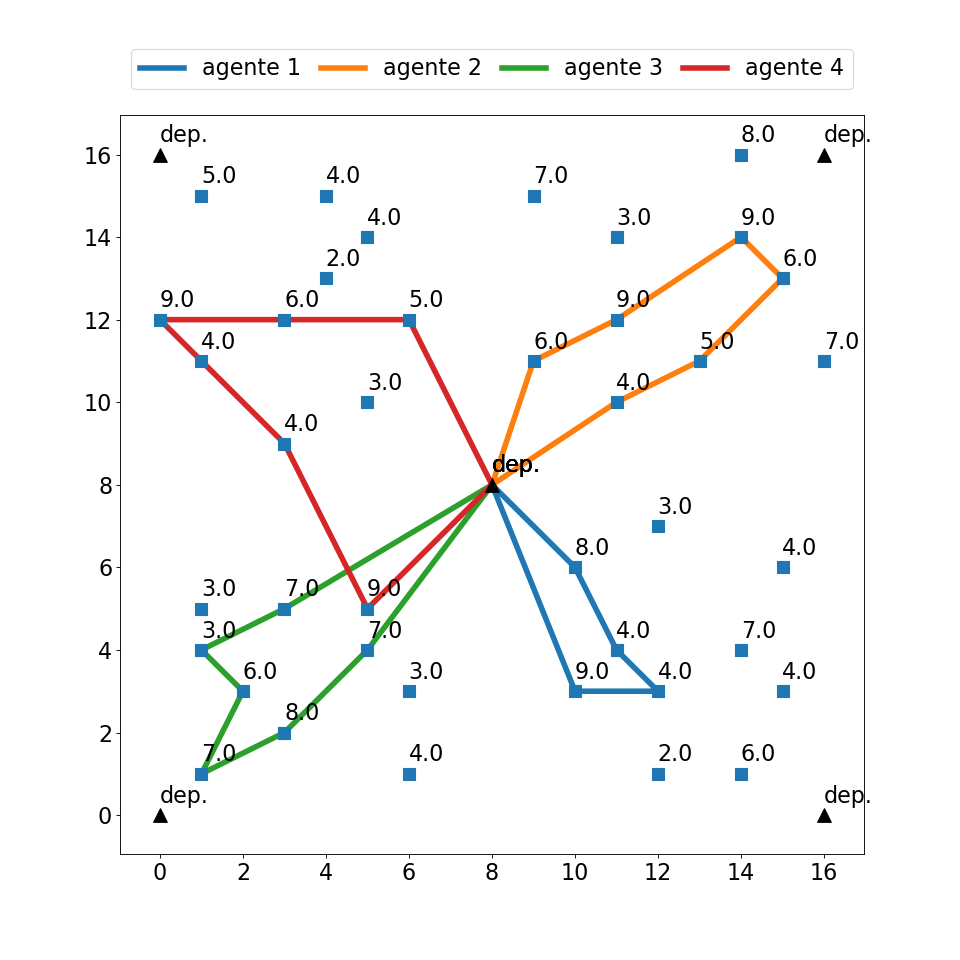 agente 1 agente 2 agente 3 agente 4
dep. 8.0 dep.
16
5.0 4.0 7.0
4.0 3.0 9.0
14
2.0 6.0
9.0 6.0 5.0 9.0
12
4.0 6.0 5.0 7.0
3.0 4.0
10
4.0
dep.
8
3.0
8.0 4.0
6
3.0 7.0 9.0
3.0 7.0 4.0 7.0
4
6.0 3.0 9.0 4.0 4.0
8.0
2
7.0 4.0 2.0 6.0
dep. dep.
0
0 2 4 6 8 10 12 14 16